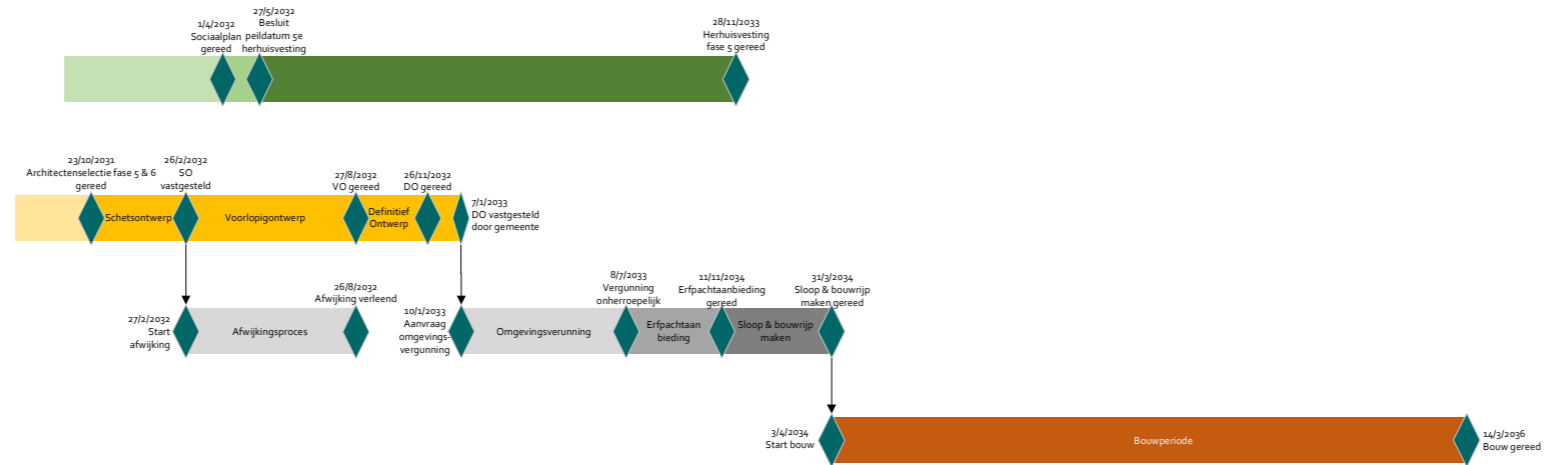 1/4/2032
Sociaalplan
gereed
27/5/2032
Besluit
peildatum 5e
herhuisvesting
28/11/2033
Herhuisvesting
fase 5 gereed
23/10/2031
Architectenselectie fase 5 & 6
gereed
26/2/2032
SO
vastgesteld
27/8/2032
VO gereed
26/11/2032
DO gereed
7/1/2033
DO vastgesteld
door gemeente
Schetsontwerp
Voorlopigontwerp
Definitief
Ontwerp
27/2/2032
Start
afwijking
Afwijkingsproces
26/8/2032
Afwijking verleend
10/1/2033
Aanvraag
omgevings-
vergunning
Omgevingsverunning
8/7/2033
Vergunning
onherroepelijk
Erfpachtaan
bieding
11/11/2034
Erfpachtaanbieding
gereed
Sloop & bouwrijp
maken
31/3/2034
Sloop & bouwrijp
maken gereed
3/4/2034
Start bouw
Bouwperiode
14/3/2036
Bouw gereed